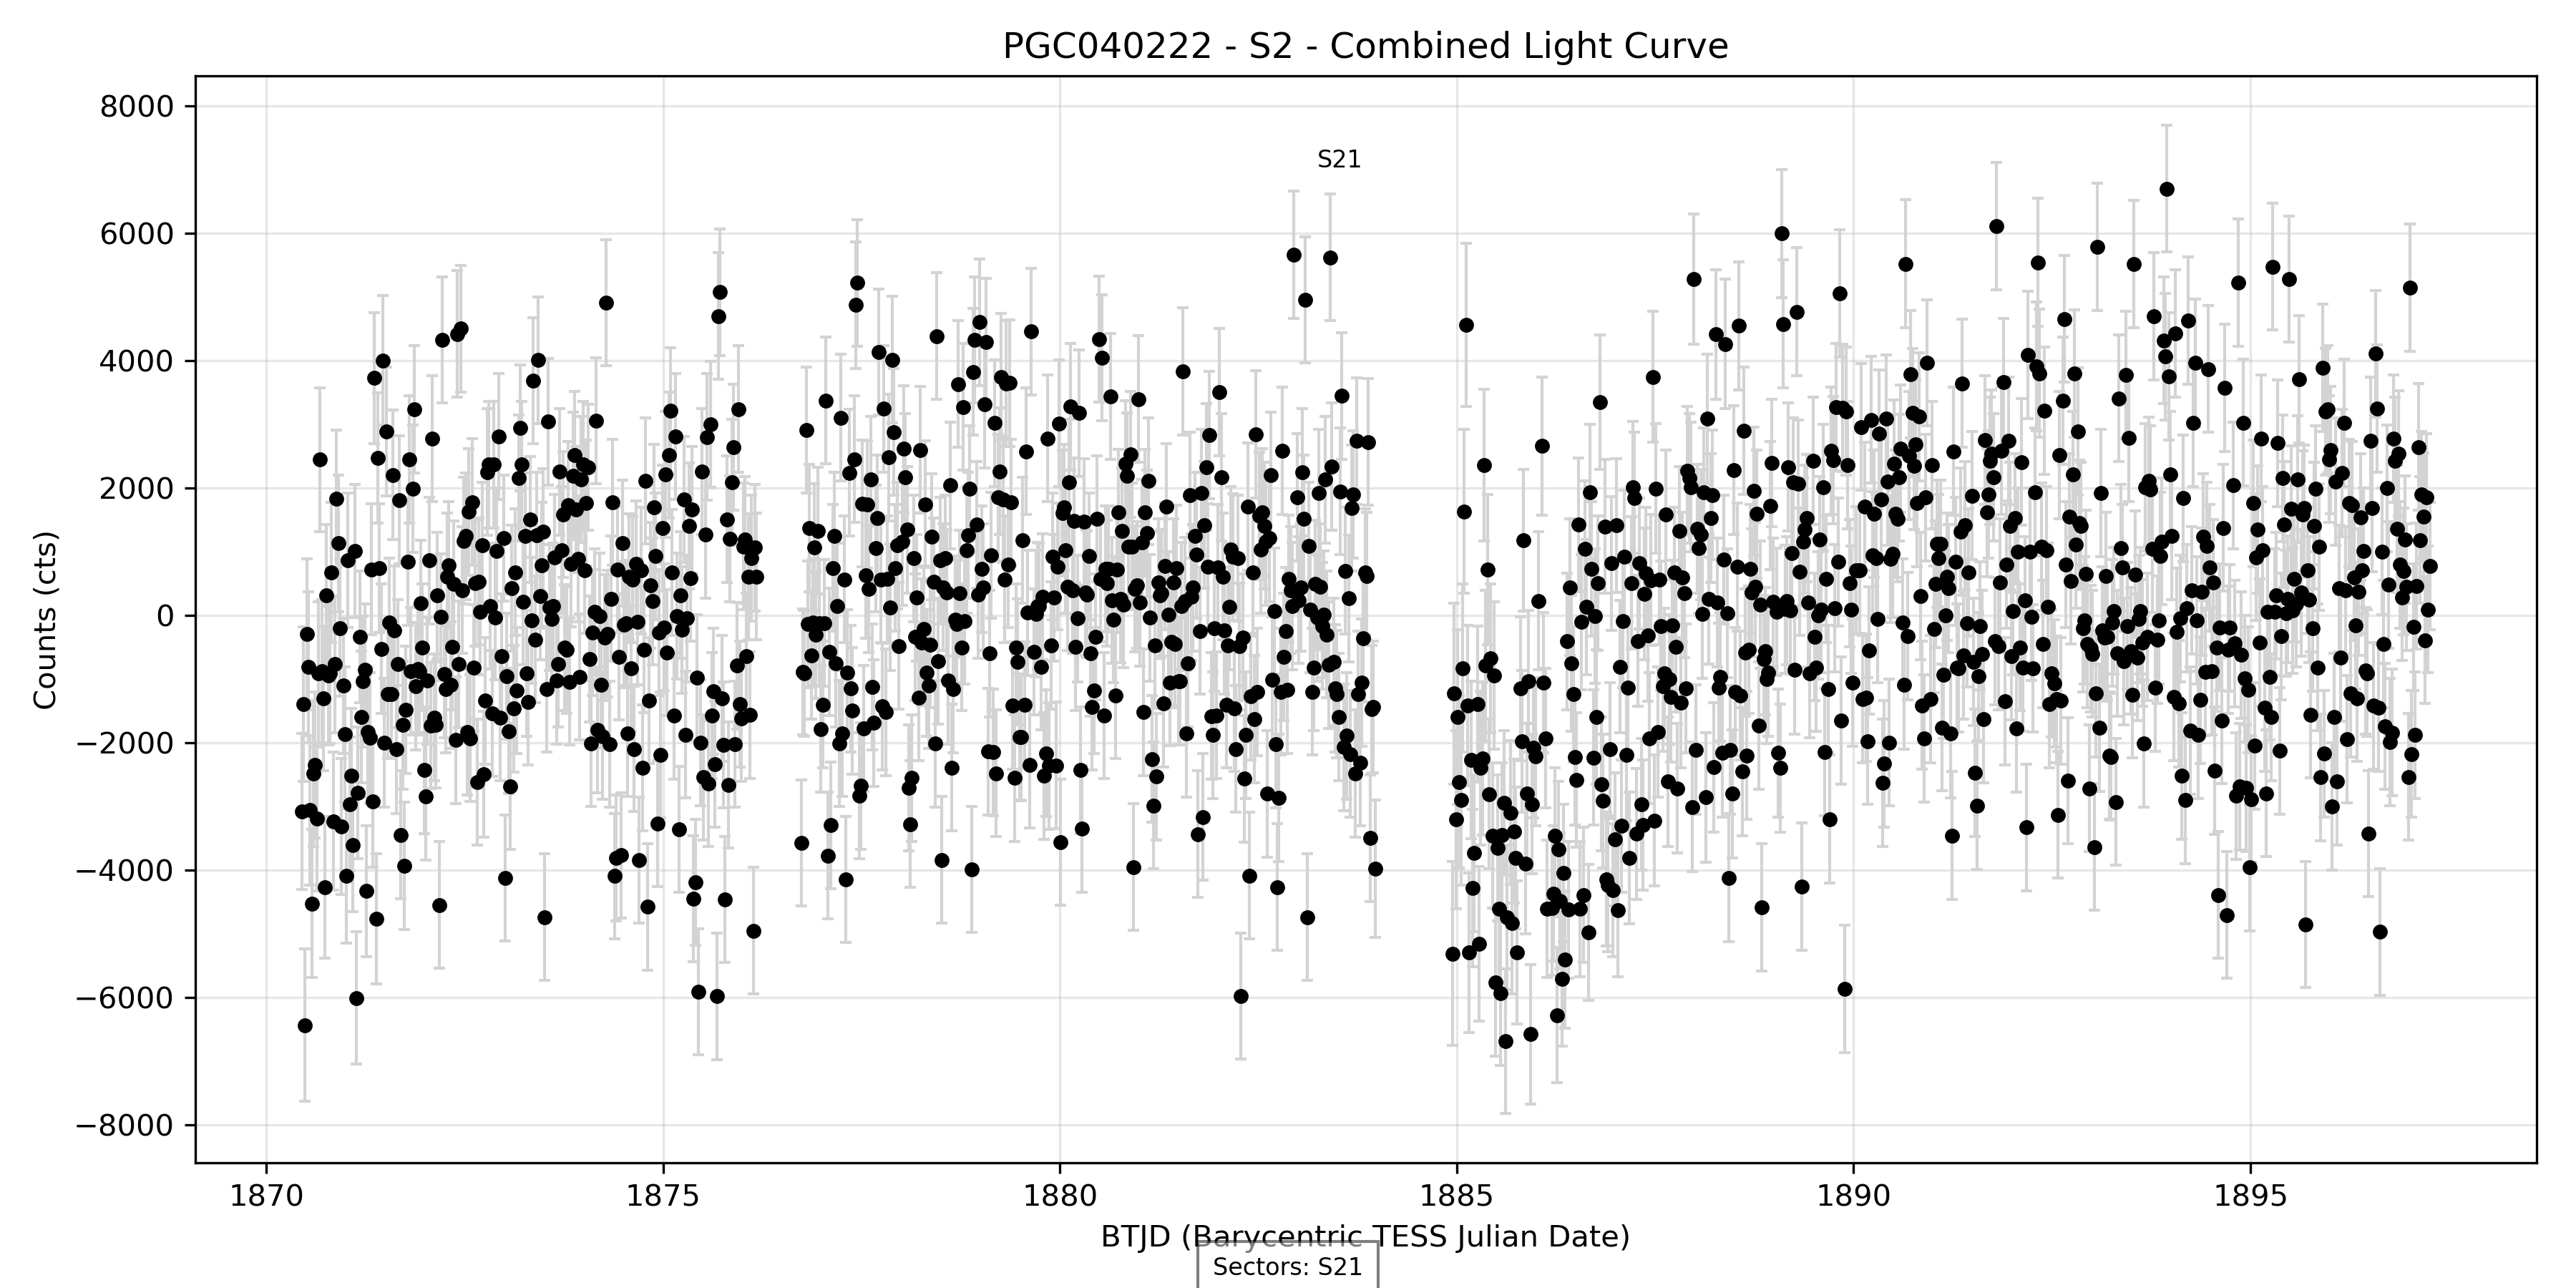 PGC040222 - S2 - Combined Light Curve
S21
8000
6000
4000
2000
0
−2000
−4000
−6000
−8000
Counts (cts)
1870 1875 1880 1885 1890 1895
BTJD (Barycentric TESS Julian Date)
Sectors: S21